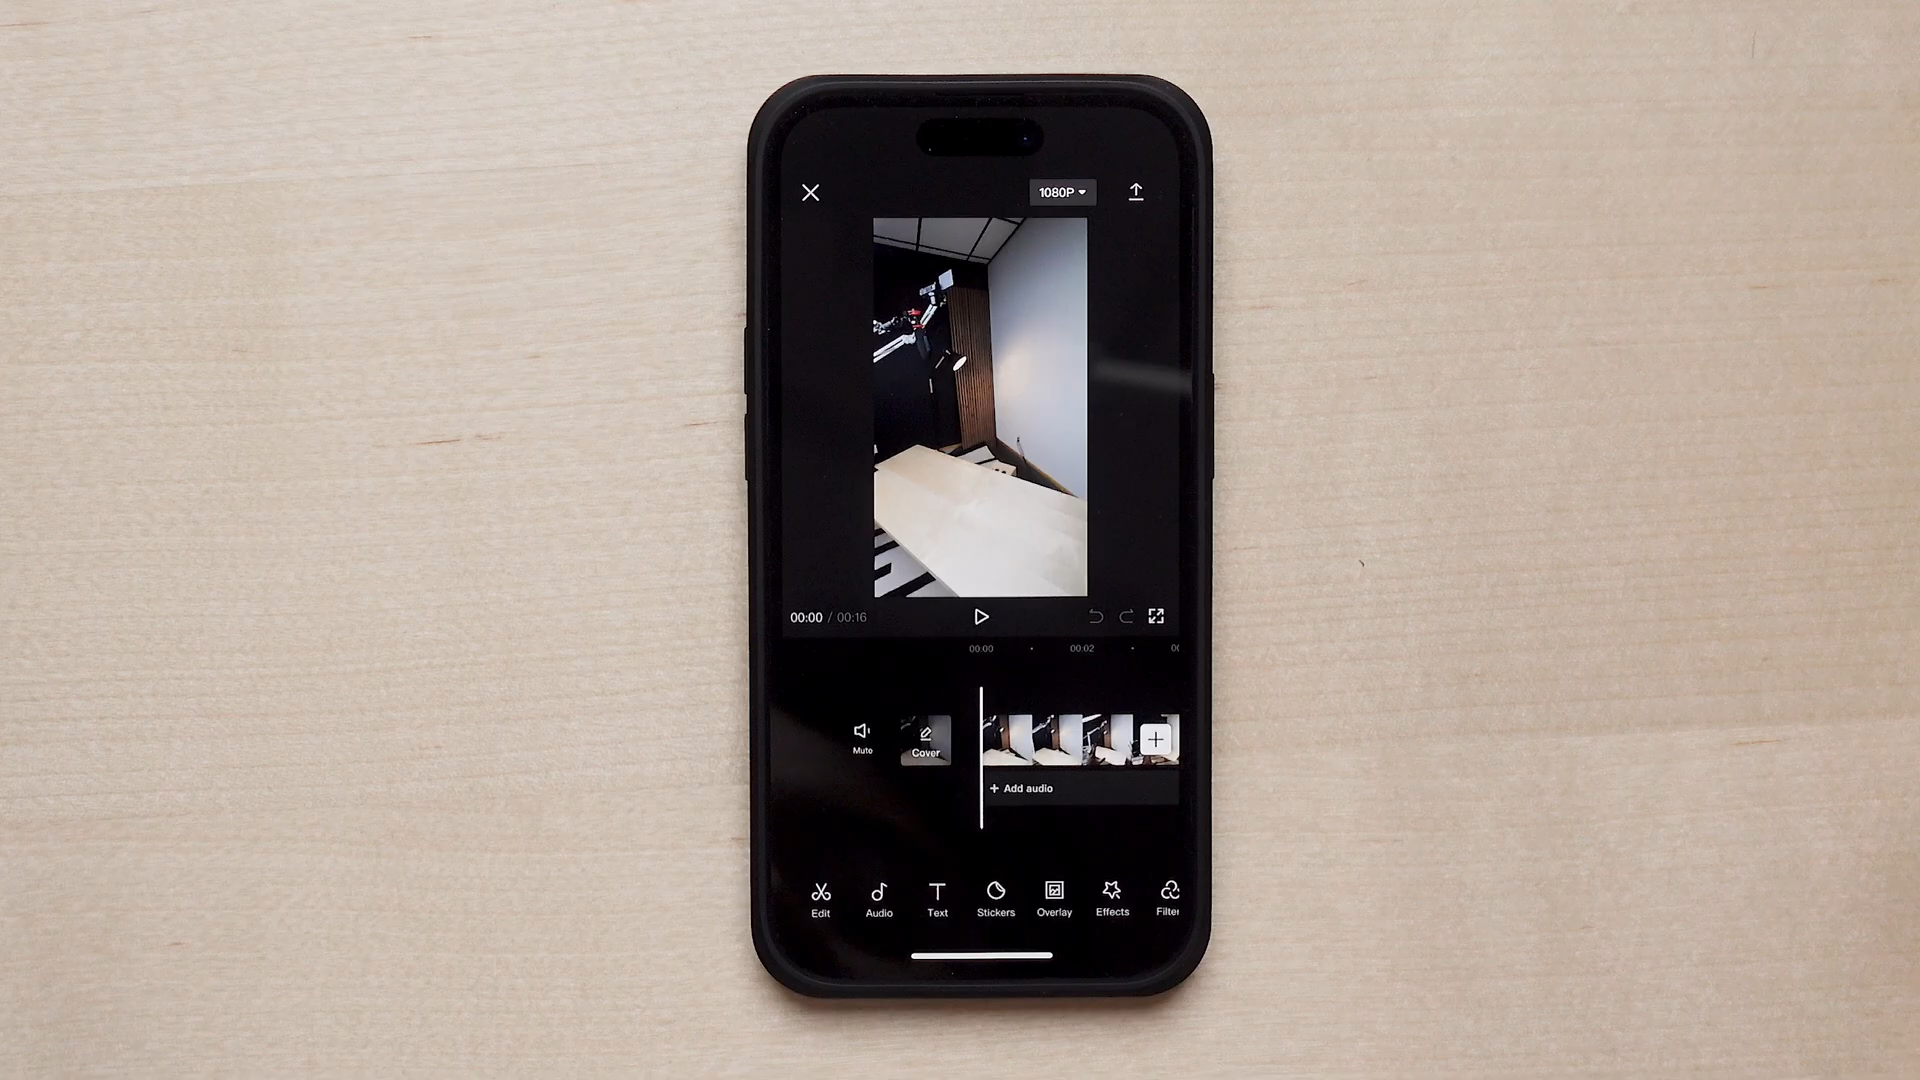 1080P
00:00 / 00:16
00:00 00:02
Mute
Cover
+ Add audio
Edit Audio Text Stickers Overlay Effects Filter